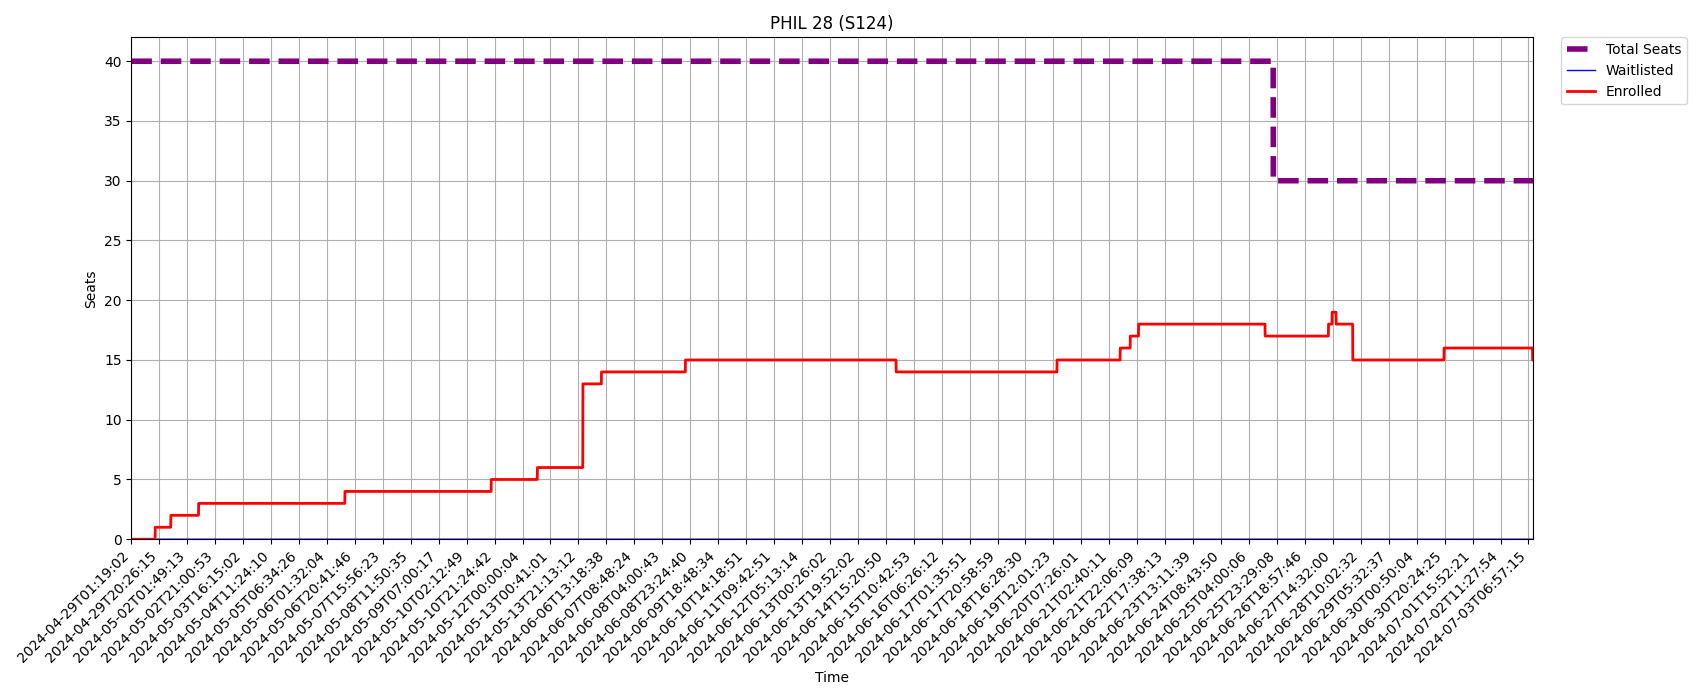 PHIL 28 (S124)
Total Seats
Waitlisted
Enrolled
Seats
40
35
30
25
20
15
10
5
0
2024-04-29T01:19:02
2024-04-29T20:26:15
2024-05-02T01:49:13
2024-05-02T21:00:53
2024-05-03T16:15:02
2024-05-04T11:24:10
2024-05-05T06:34:26
2024-05-06T01:32:04
2024-05-06T20:41:46
2024-05-07T15:56:23
2024-05-08T11:50:35
2024-05-09T07:00:17
2024-05-10T02:12:49
2024-05-10T21:24:42
2024-05-12T00:00:04
2024-05-13T00:41:01
2024-05-13T21:13:12
2024-06-06T13:18:38
2024-06-07T08:48:24
2024-06-08T04:00:43
2024-06-08T23:24:40
2024-06-09T18:48:34
2024-06-10T14:18:51
2024-06-11T09:42:51
2024-06-12T05:13:14
2024-06-13T00:26:02
2024-06-13T19:52:02
2024-06-14T15:20:50
2024-06-15T10:42:53
2024-06-16T06:26:12
2024-06-17T01:35:51
2024-06-17T20:58:59
2024-06-18T16:28:30
2024-06-19T12:01:23
2024-06-20T07:26:01
2024-06-21T02:40:11
2024-06-21T22:06:09
2024-06-22T17:38:13
2024-06-23T13:11:39
2024-06-24T08:43:50
2024-06-25T04:00:06
2024-06-25T23:29:08
2024-06-26T18:57:46
2024-06-27T14:32:00
2024-06-28T10:02:32
2024-06-29T05:32:37
2024-06-30T00:50:04
2024-06-30T20:24:25
2024-07-01T15:52:21
2024-07-02T11:27:54
2024-07-03T06:57:15
Time